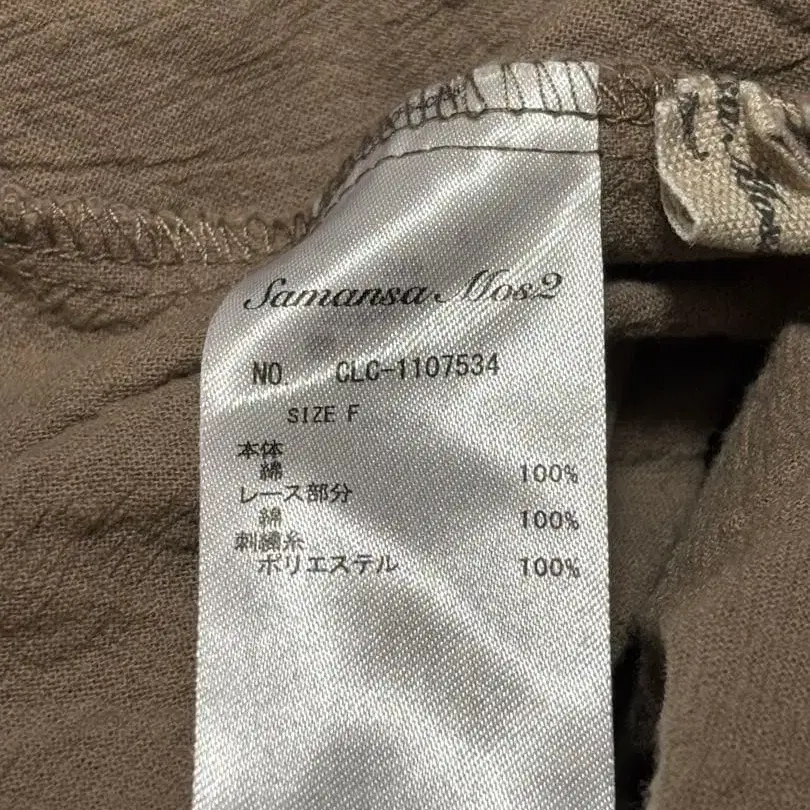 Samansa Mos2
NO. CLC-1107534
SIZE F
本体
綿 100%
レース部分
綿 100%
刺繍糸
ポリエステル 100%